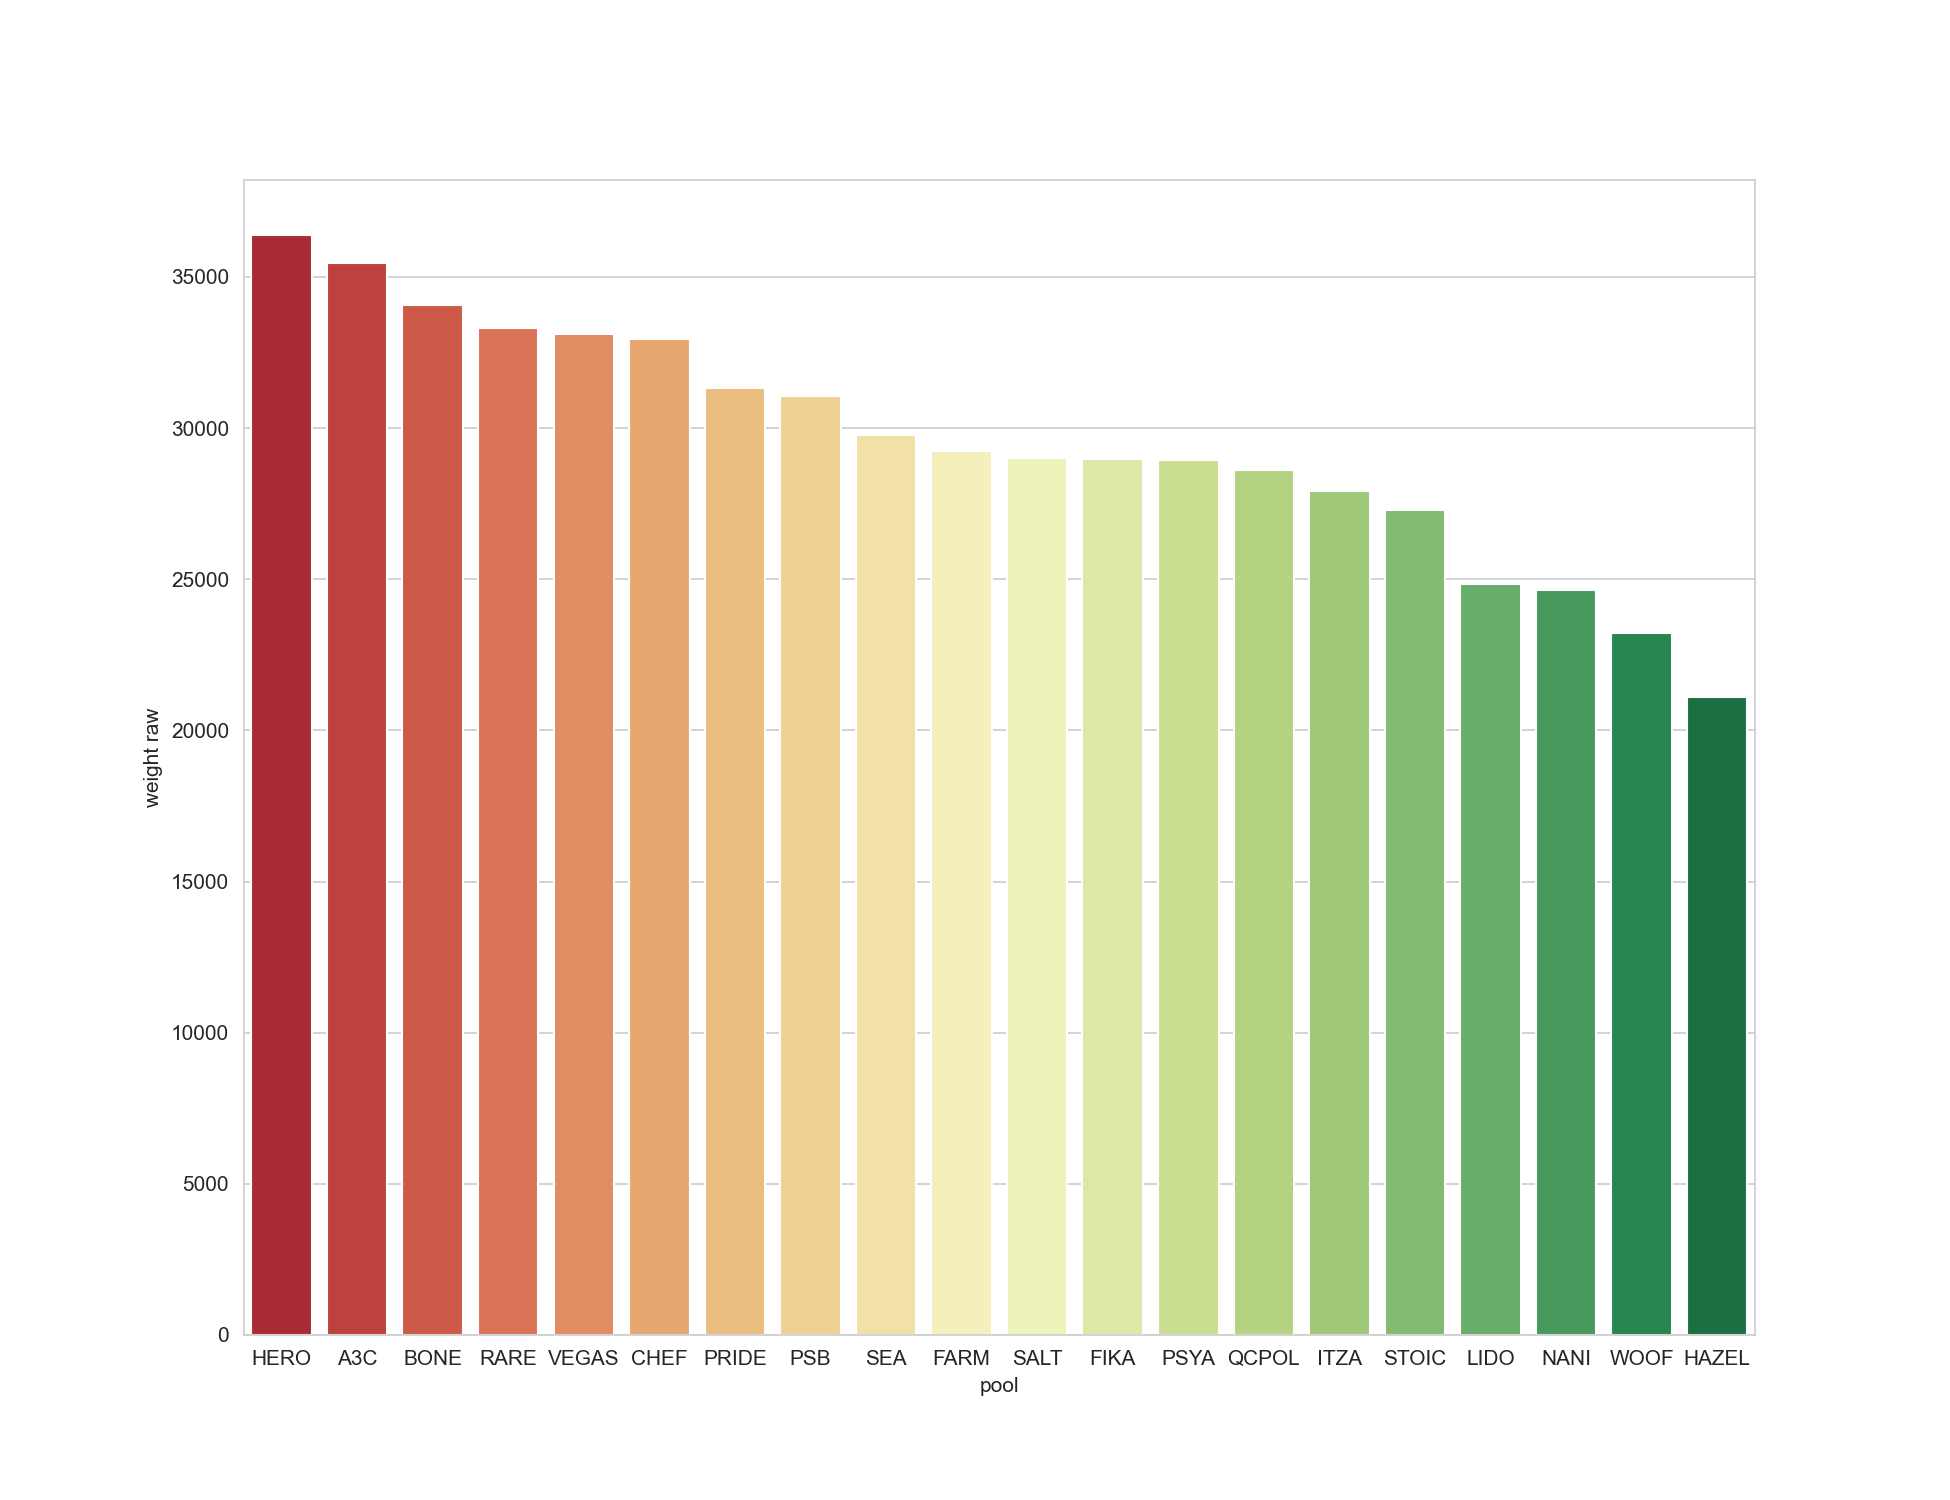 35000
30000
25000
20000
15000
10000
5000
0
weight raw
HERO A3C BONE RARE VEGAS CHEF PRIDE PSB SEA FARM SALT FIKA PSYA QCPOL ITZA STOIC LIDO NANI WOOF HAZEL
pool